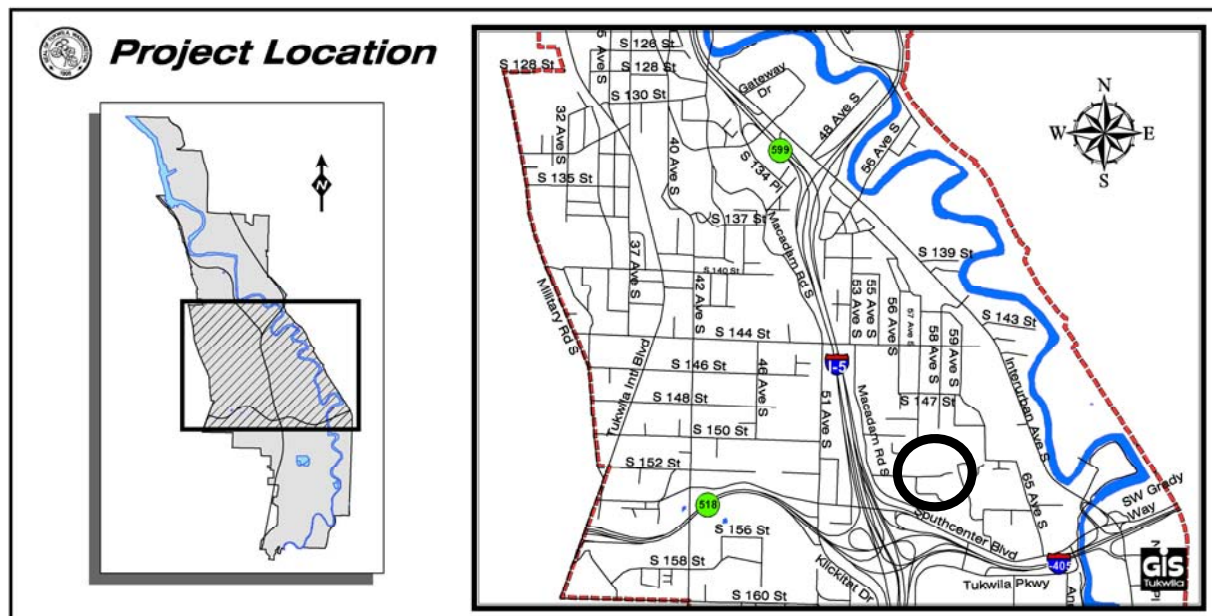 Project Location
N
S 126 St
S 128 St
S 128 St
S 130 St
5 Ave S
32 Ave S
40 Ave S
Gateway Dr
48 Ave S
56 Ave S
599
S 134 Pl
S 135 St
S 137 St
Macadam Rd S
S 139 St
S 140 St
37 Ave S
42 Ave S
Military Rd S
53 Ave S
55 Ave S
56 Ave S
57 Ave S
58 Ave S
59 Ave S
S 143 St
S 144 St
Tukwila Intl Blvd
S 146 St
46 Ave S
I-5
S 147 St
Interurban Ave S
S 148 St
51 Ave S
Macadam Rd S
S 150 St
S 152 St
65 Ave S
SW Grady Way
518
Southcenter Blvd
S 156 St
S 158 St
Klickitat Dr
I-405
Tukwila Pkwy
S 160 St
An
N
W
E
S
GIS
Tukwila